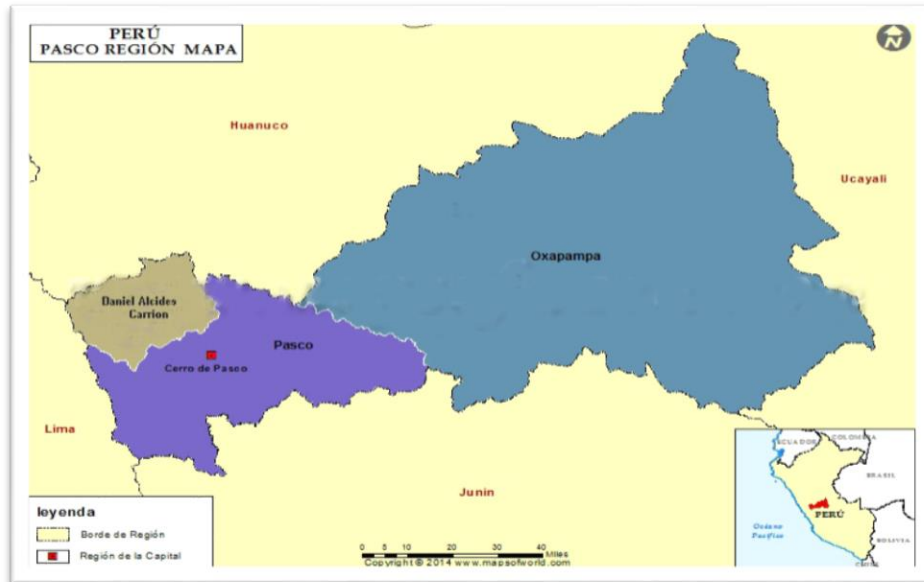 PERÚ
PASCO REGIÓN MAPA
N
Huanuco
Ucayali
Oxapampa
Daniel Alcides
Carrion
Pasco
Cerro de Pasco
Lima
Junin
leyenda
Borde de Región
Región de la Capital
0 5 10 20 30 40
Miles
Copyright © 2014 www.mapsofworld.com
ECUADOR
COLOMBIA
BRASIL
PERÚ
Océano
Pacífico
BOLIVIA